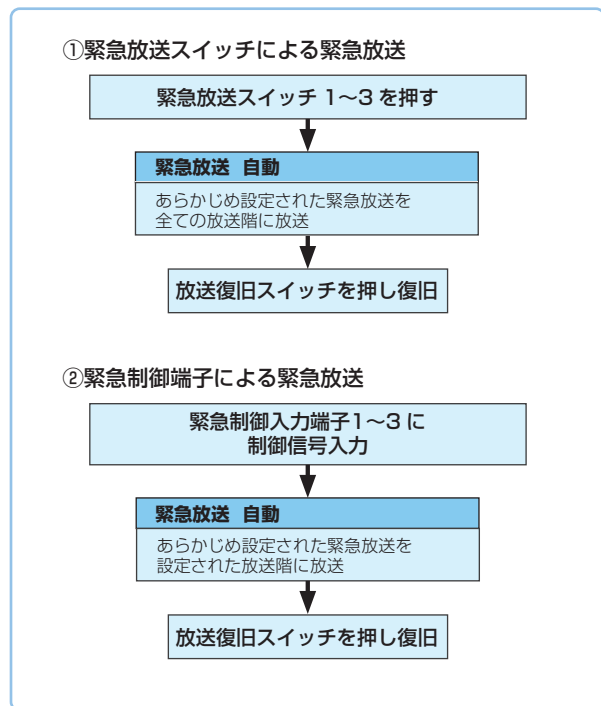 ①緊急放送スイッチによる緊急放送
緊急放送スイッチ 1～3 を押す
緊急放送 自動
あらかじめ設定された緊急放送を
全ての放送階に放送
放送復旧スイッチを押し復旧
②緊急制御端子による緊急放送
緊急制御入力端子1～3 に
制御信号入力
緊急放送 自動
あらかじめ設定された緊急放送を
設定された放送階に放送
放送復旧スイッチを押し復旧